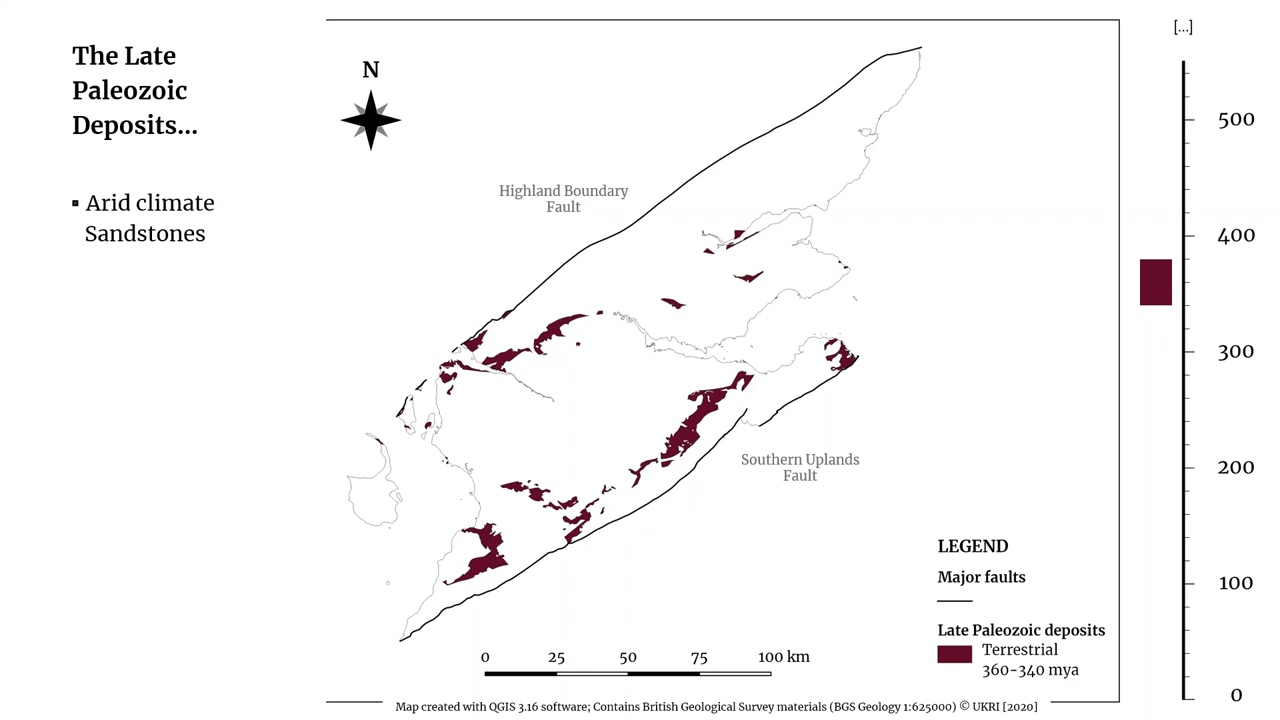 The Late
Paleozoic
Deposits...
▪ Arid climate
Sandstones
N
Highland Boundary
Fault
Southern Uplands
Fault
LEGEND
Major faults
Late Paleozoic deposits
Terrestrial
360-340 mya
0 25 50 75 100 km
Map created with QGIS 3.16 software; Contains British Geological Survey materials (BGS Geology 1:625000) © UKRI [2020]
[...]
500
400
300
200
100
0